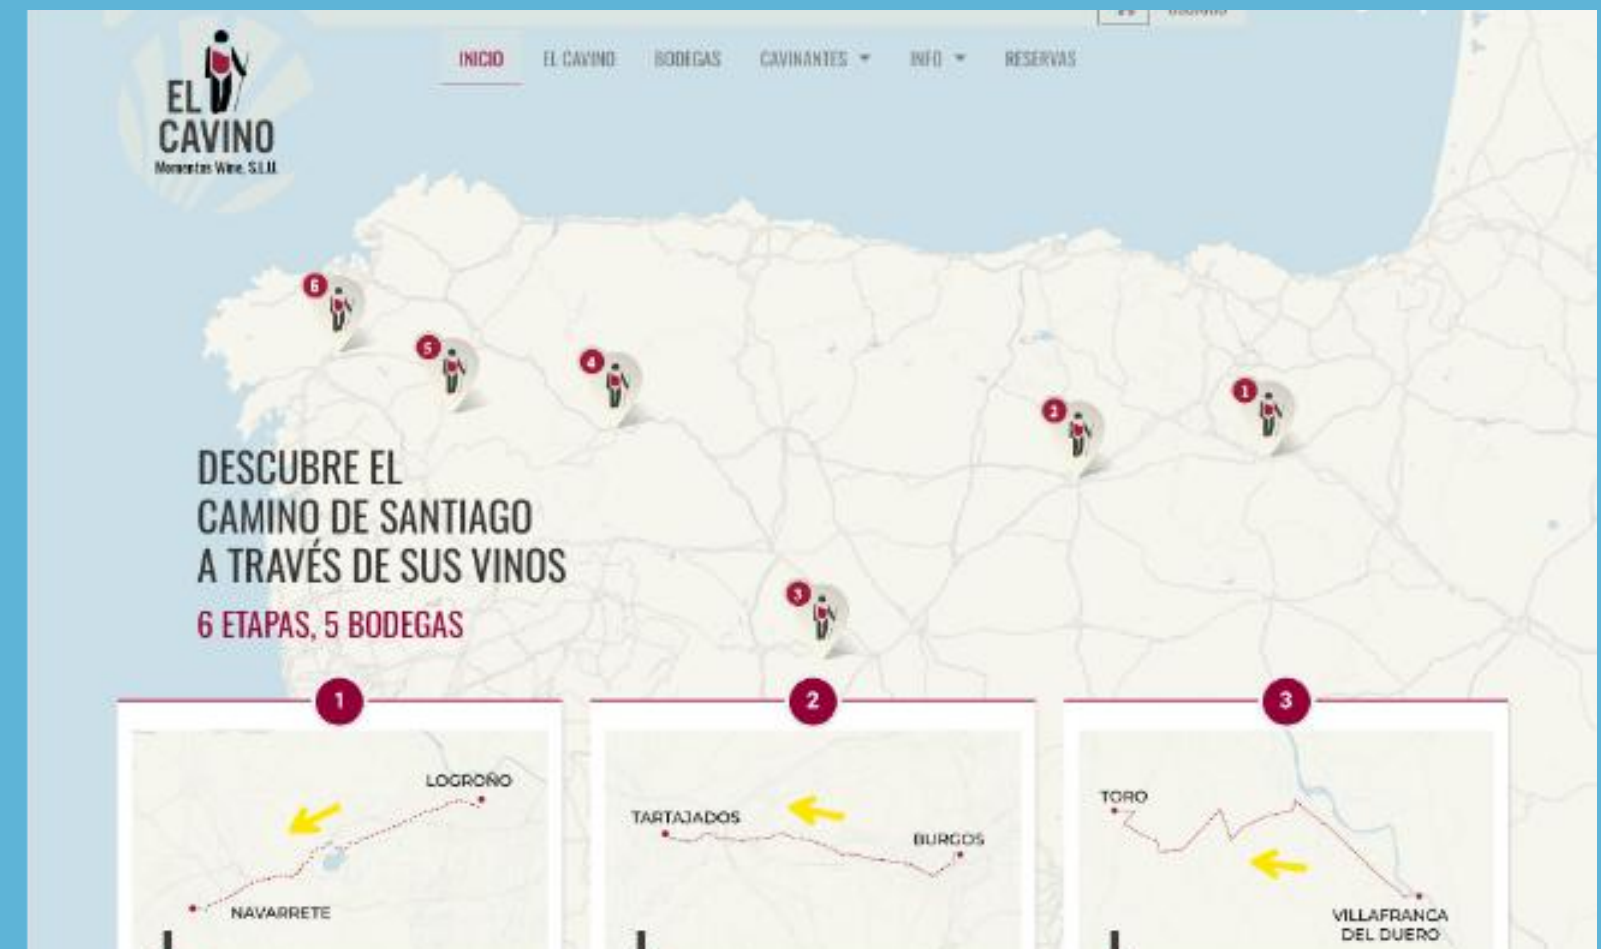 EL
CAVINO
Momentos Wine, S.L.U.
INICIO
EL CAVINO
BODEGAS
CAVINANTES
INFO
RESERVAS
6
5
4
2
1
3
DESCUBRE EL
CAMINO DE SANTIAGO
A TRAVÉS DE SUS VINOS
6 ETAPAS, 5 BODEGAS
1
2
3
LOGROÑO
NAVARRETE
TARTAJADOS
BURGOS
TORO
VILLAFRANCA
DEL DUERO